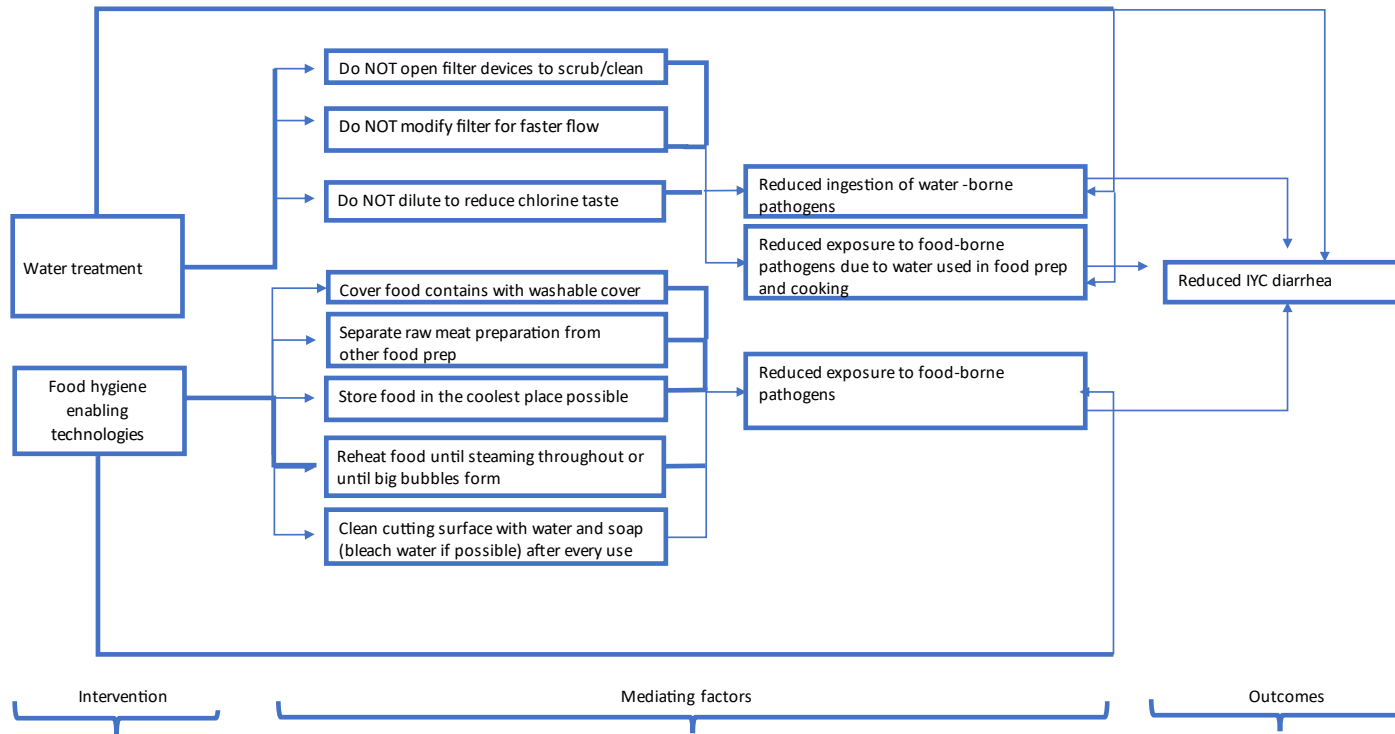 Do NOT open filter devices to scrub/clean
Do NOT modify filter for faster flow
Do NOT dilute to reduce chlorine taste
Water treatment
Cover food contains with washable cover
Separate raw meat preparation from
other food prep
Store food in the coolest place possible
Reheat food until steaming throughout or
until big bubbles form
Clean cutting surface with water and soap
(bleach water if possible) after every use
Food hygiene
enabling
technologies
Reduced ingestion of water -borne
pathogens
Reduced exposure to food-borne
pathogens due to water used in food prep
and cooking
Reduced exposure to food-borne
pathogens
Reduced IYC diarrhea
Intervention
Mediating factors
Outcomes